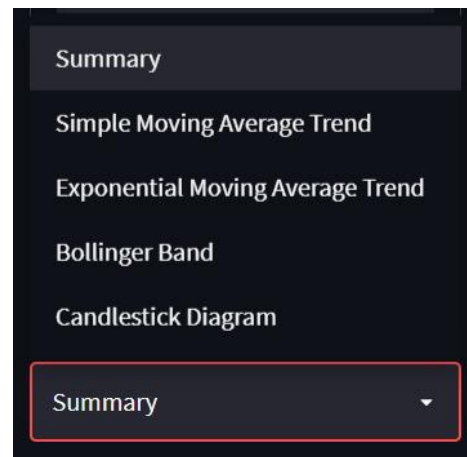 Summary
Simple Moving Average Trend
Exponential Moving Average Trend
Bollinger Band
Candlestick Diagram
Summary